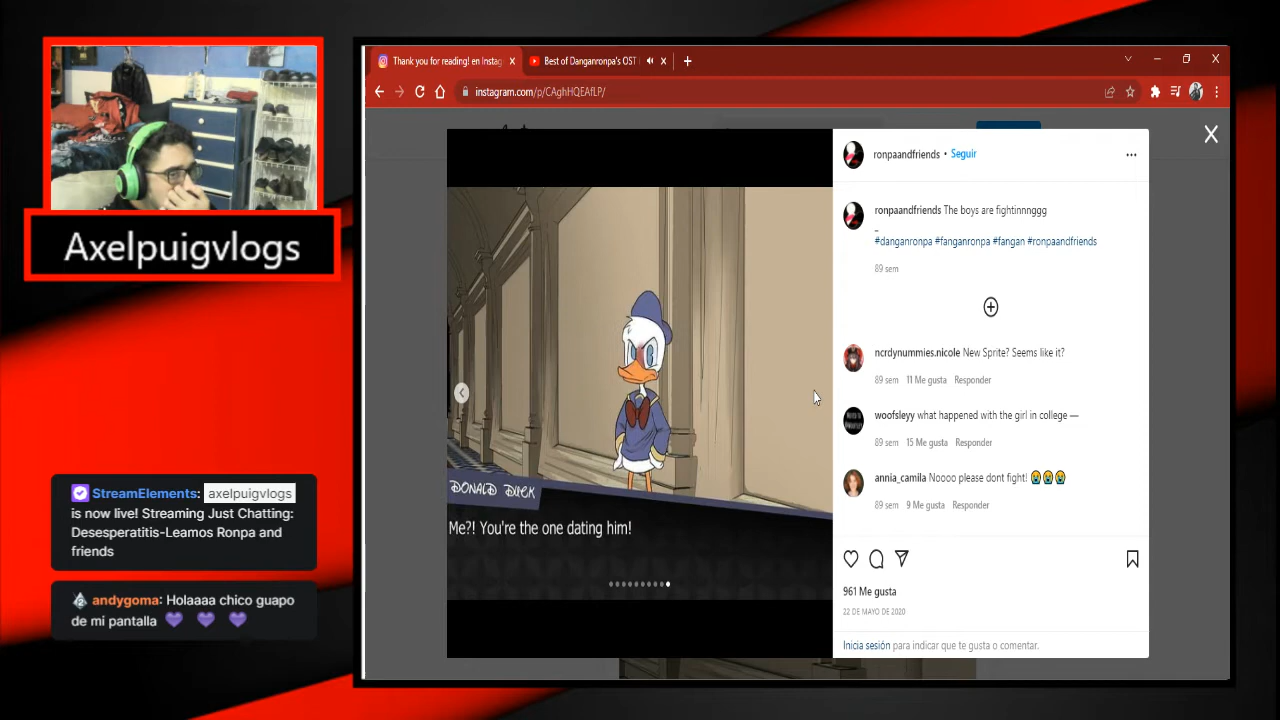 Thank you for reading! en Instag
Best of Danganronpa's OST
instagram.com/p/CAghHQEAfLP/
Axelpuigvlogs
StreamElements: axelpuigvlogs
is now live! Streaming Just Chatting:
Desesperatitis-Leamos Ronpa and
friends
andygoma: Holaaaa chico guapo
de mi pantalla
DONALD DUCK
Me?! You're the one dating him!
ronpaandfriends • Seguir
ronpaandfriends The boys are fightinnnggg
_
#danganronpa #fanganronpa #fangan #ronpaandfriends
89 sem
ncrdynummies.nicole New Sprite? Seems like it?
89 sem 11 Me gusta Responder
woofsleyy what happened with the girl in college —
89 sem 15 Me gusta Responder
annia_camila Noooo please dont fight! 😭😭😭
89 sem 9 Me gusta Responder
961 Me gusta
22 DE MAYO DE 2020
Inicia sesión para indicar que te gusta o comentar.